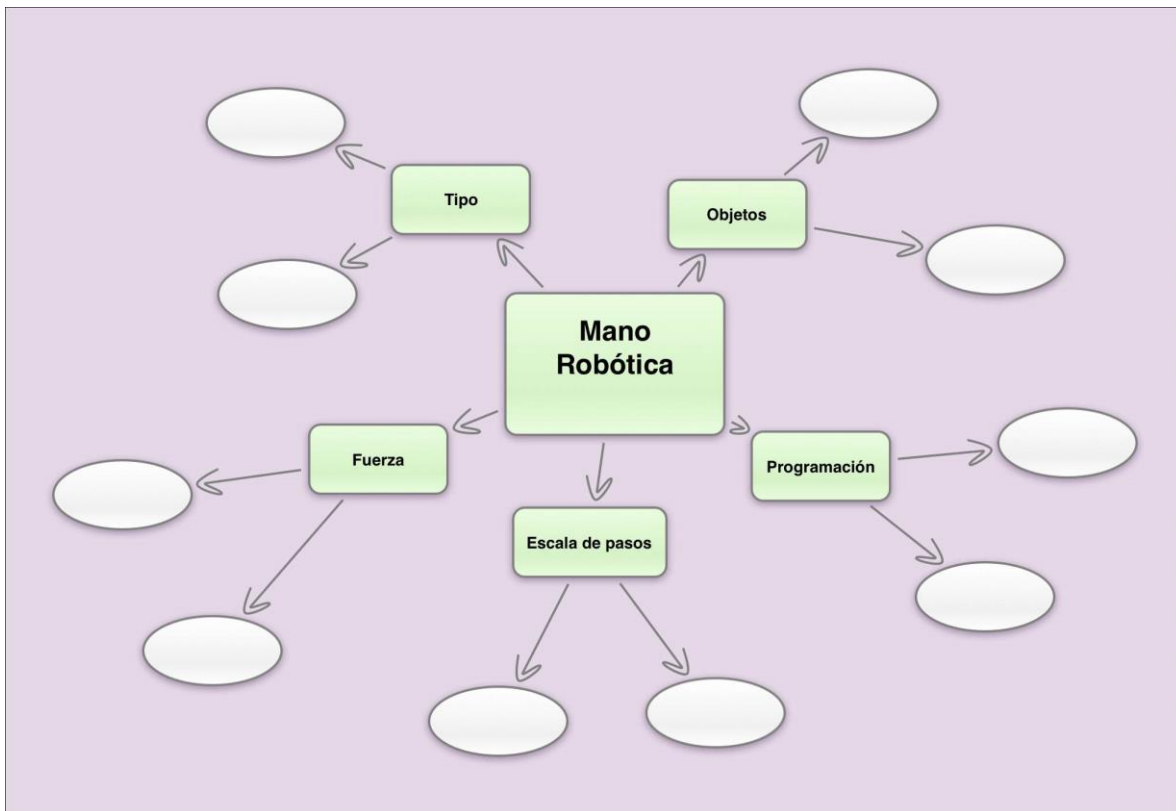 Tipo
Objetos
Mano
Robótica
Fuerza
Programación
Escala de pasos